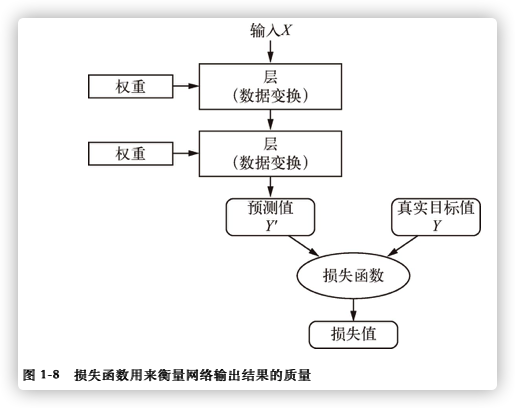 输入X
层
权重
（数据变换）
层
权重
（数据变换）
预测值
Y'
真实目标值
Y
损失函数
损失值
图 1-8 损失函数用来衡量网络输出结果的质量